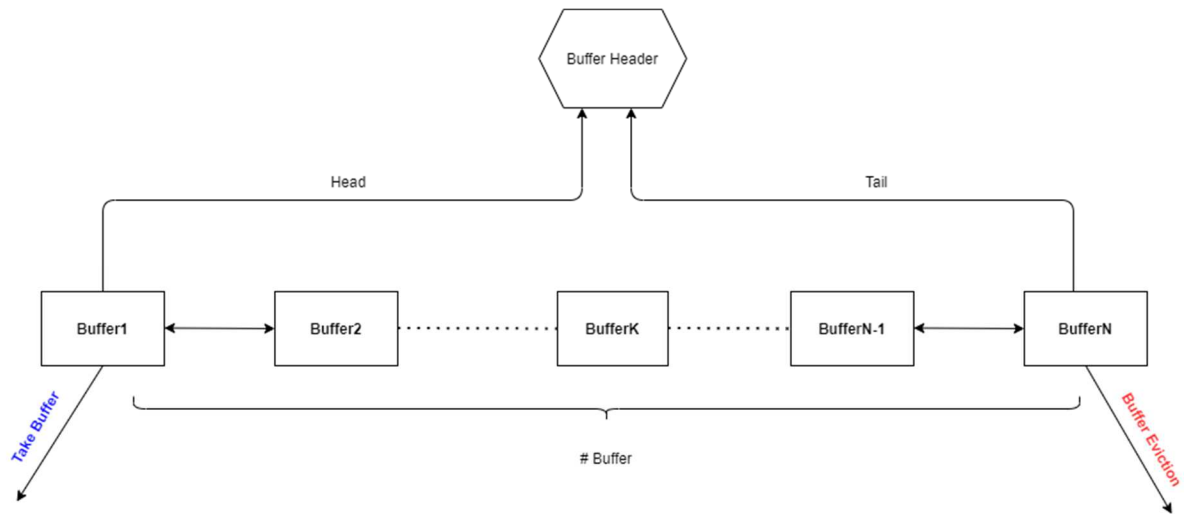 Buffer Header
Head
Tail
Buffer1
Buffer2
BufferK
BufferN-1
BufferN
Take Buffer
Buffer Eviction
# Buffer